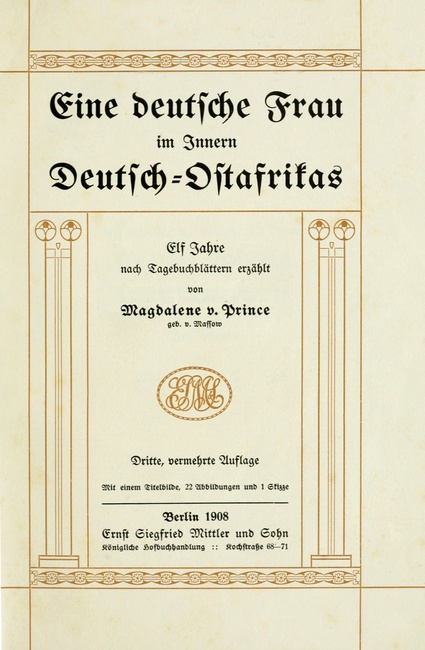 Eine deutsche Frau
im Innern
Deutsch-Ostafrikas
Elf Jahre
nach Tagebuchblättern erzählt
von
Magdalene v. Prince
geb. v. Massow
Dritte, vermehrte Auflage
Mit einem Titelbilde, 22 Abbildungen und 1 Skizze
Berlin 1908
Ernst Siegfried Mittler und Sohn
Königliche Hofbuchhandlung :: Kochstraße 68—71